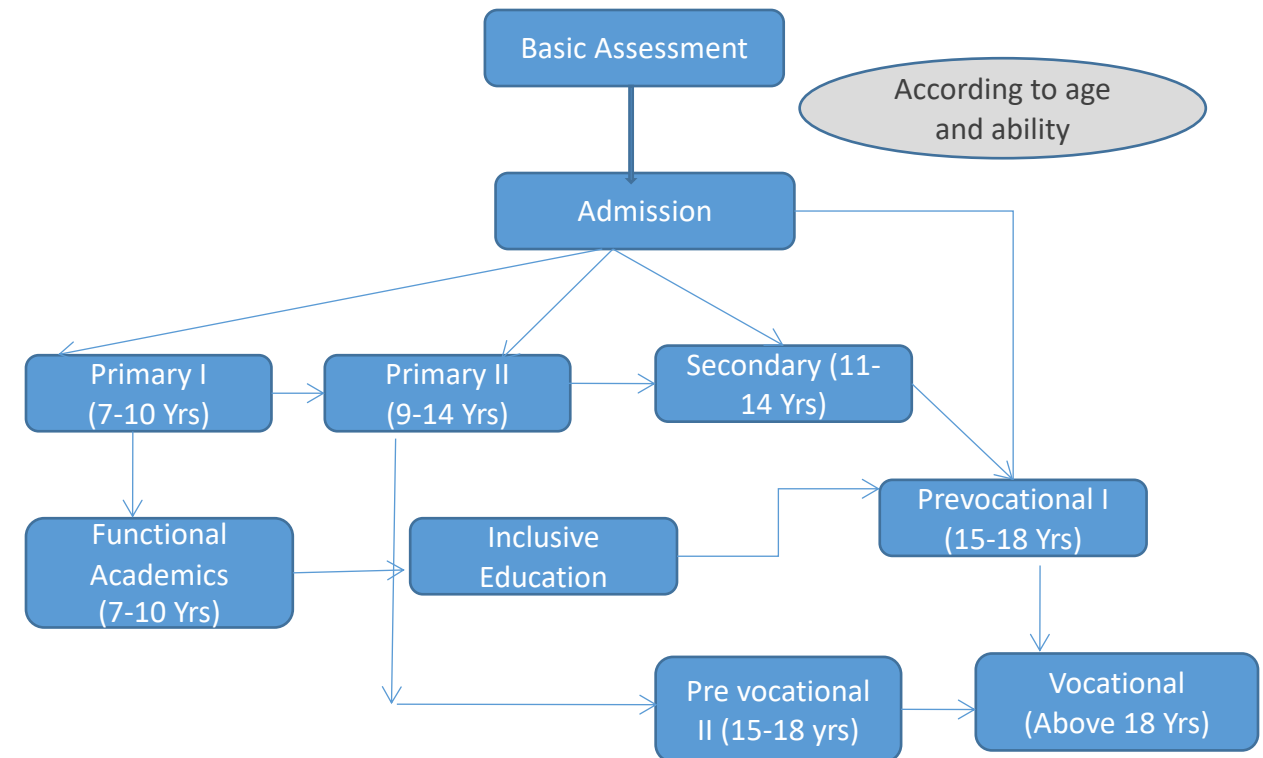 Basic Assessment
According to age
and ability
Admission
Primary I
(7-10 Yrs)
Primary II
(9-14 Yrs)
Secondary (11-
14 Yrs)
Functional
Academics
(7-10 Yrs)
Inclusive
Education
Prevocational I
(15-18 Yrs)
Pre vocational
II (15-18 yrs)
Vocational
(Above 18 Yrs)